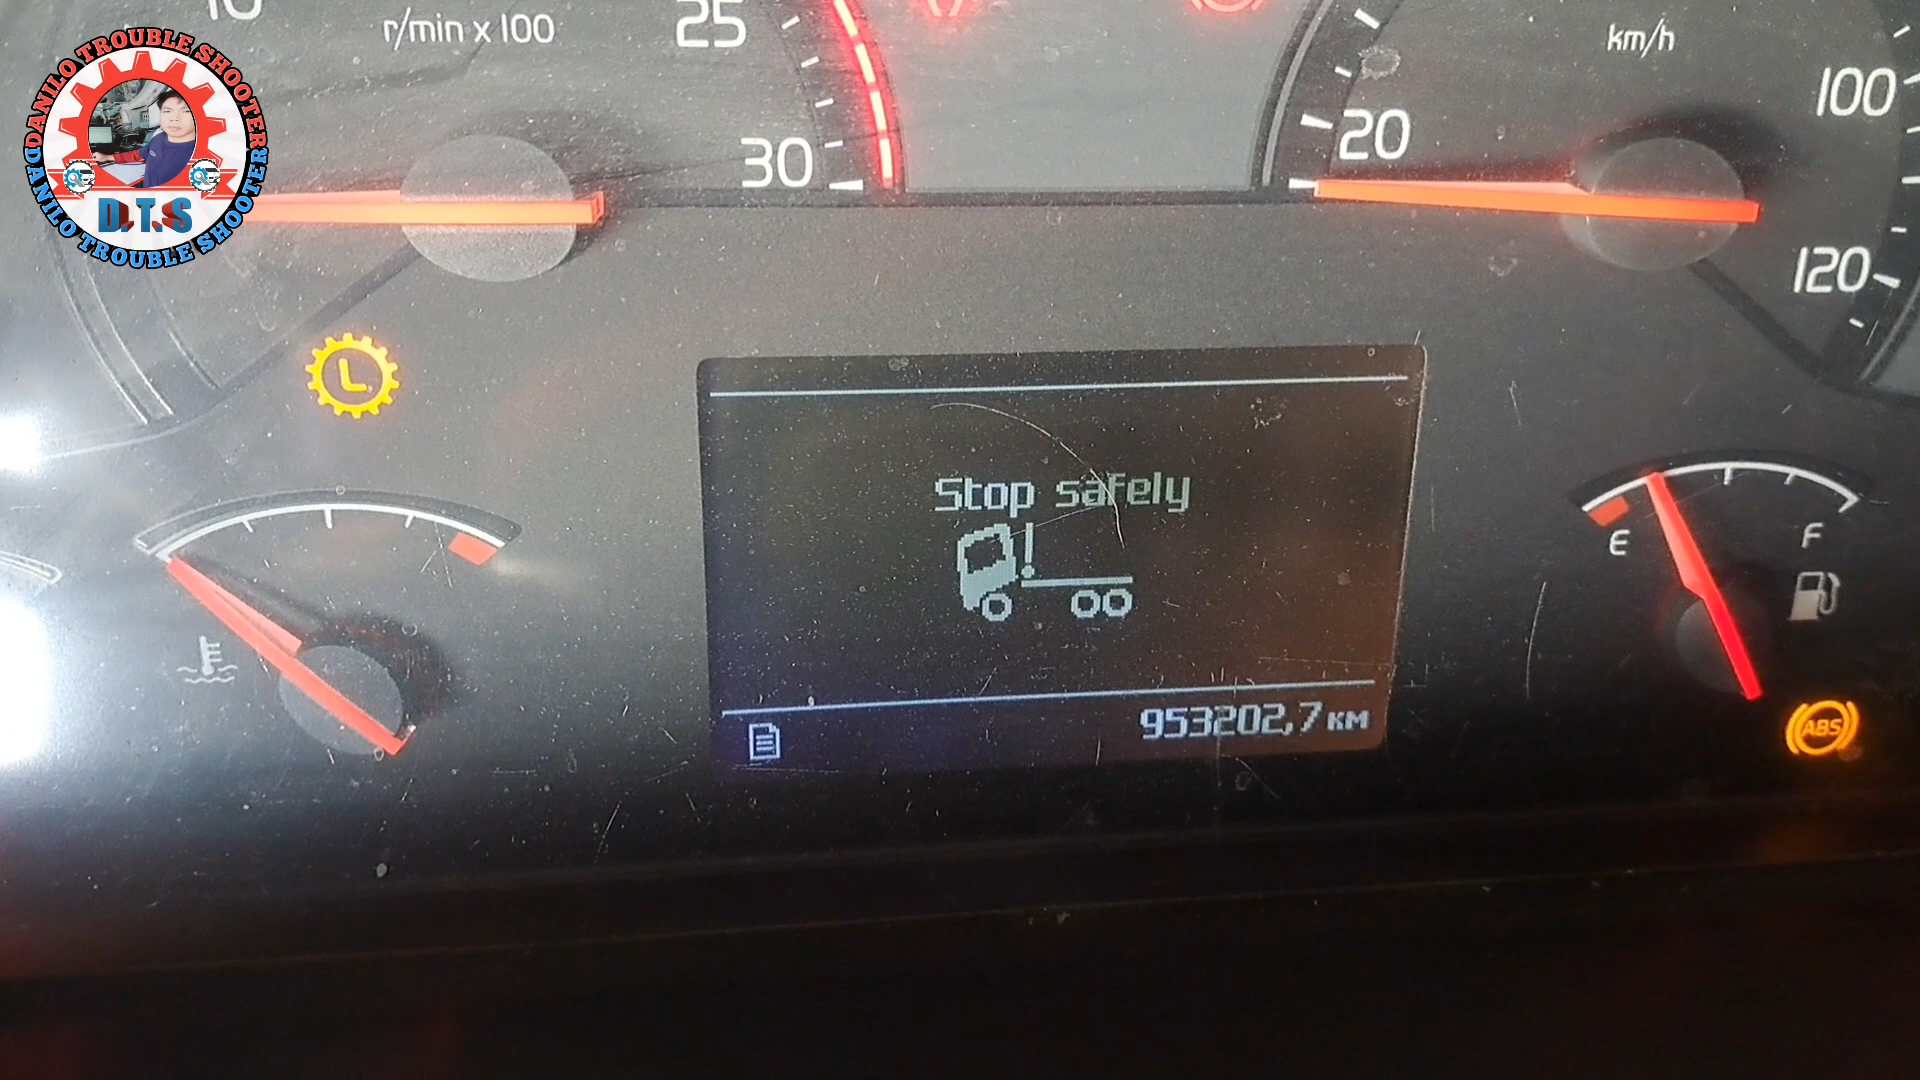 DANILO TROUBLE SHOOTER
DANILO TROUBLE SHOOTER
D.T.S
10
r/min x 100
25
30
km/h
20
100
120
L
Stop safely
953202,7 KM
E
F
ABS